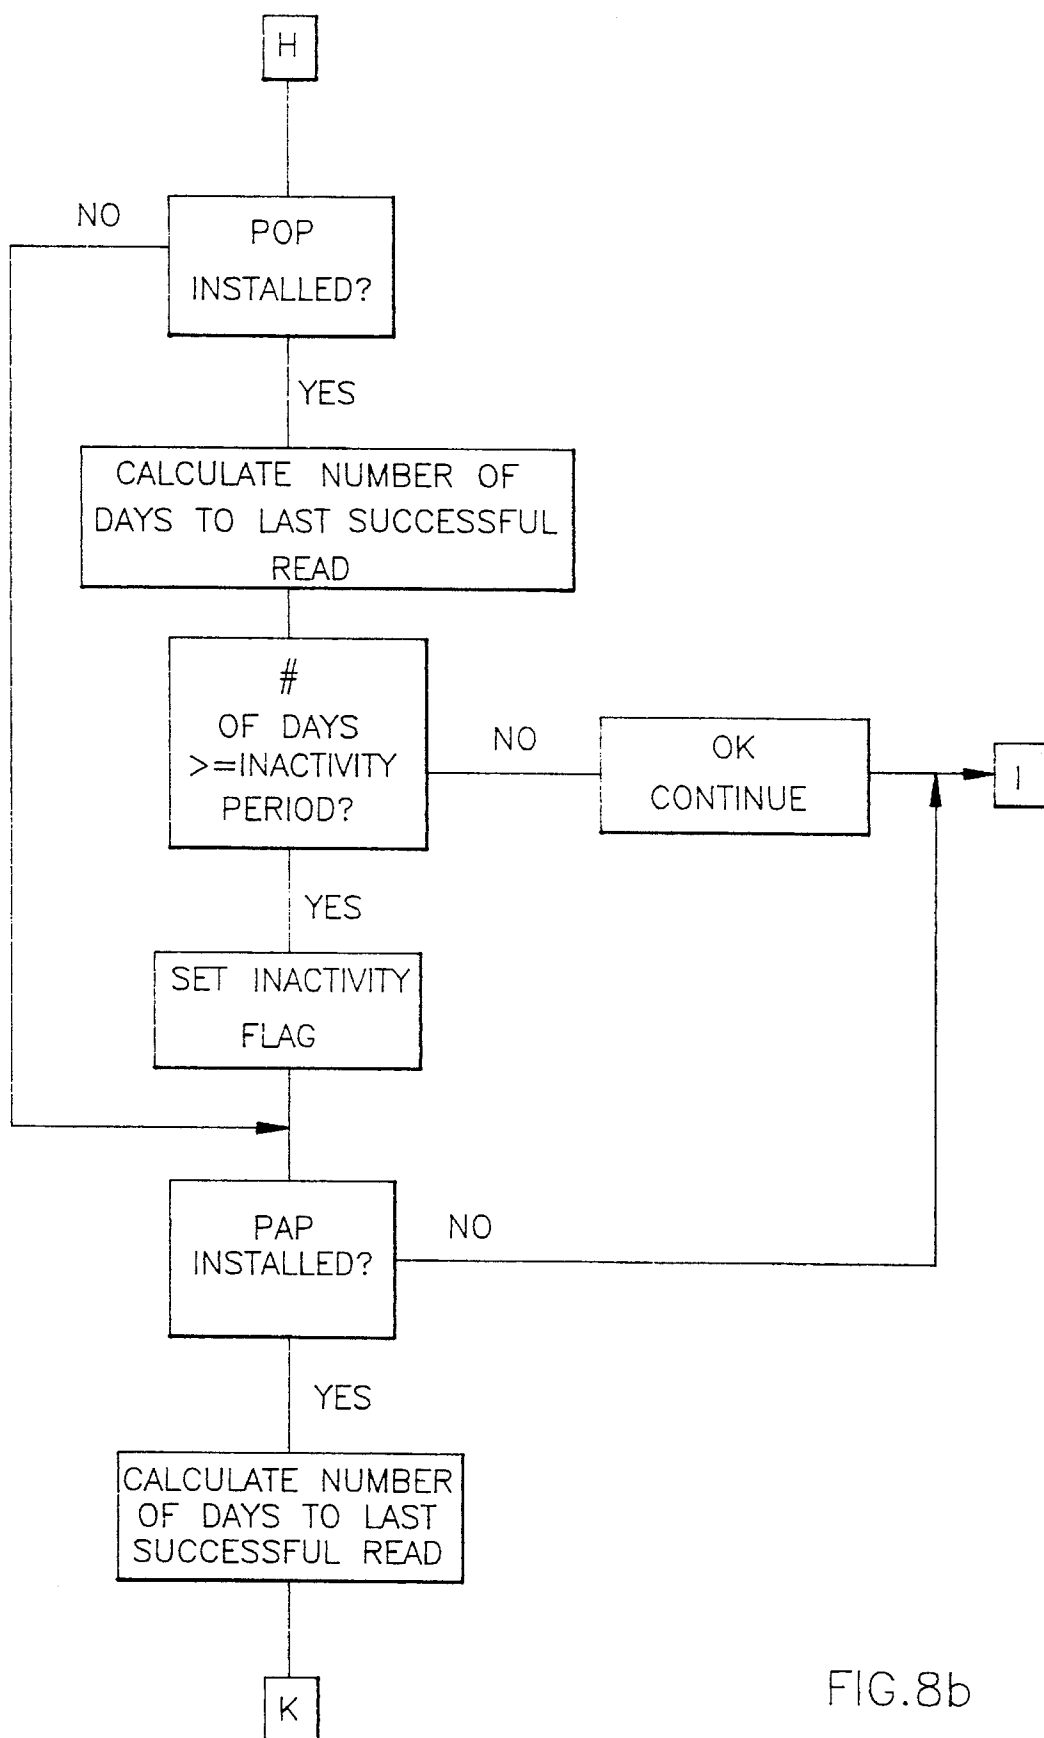 H
NO
POP
INSTALLED?
YES
CALCULATE NUMBER OF
DAYS TO LAST SUCCESSFUL
READ
#
OF DAYS
>=INACTIVITY
PERIOD?
NO
OK
CONTINUE
I
YES
SET INACTIVITY
FLAG
PAP
INSTALLED?
NO
YES
CALCULATE NUMBER
OF DAYS TO LAST
SUCCESSFUL READ
K
FIG.8b